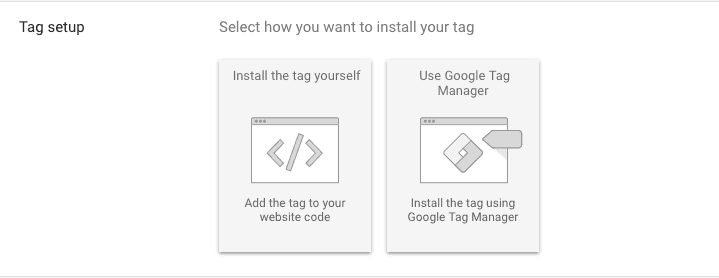 Tag setup
Select how you want to install your tag
Install the tag yourself
Add the tag to your
website code
Use Google Tag
Manager
Install the tag using
Google Tag Manager